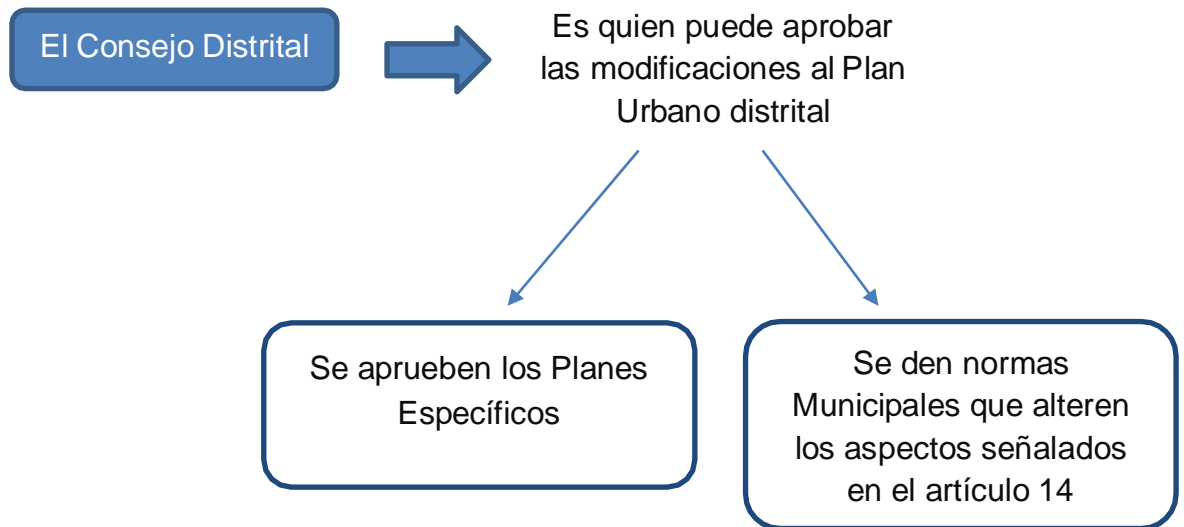 El Consejo Distrital
Es quien puede aprobar
las modificaciones al Plan
Urbano distrital
Se aprueben los Planes
Específicos
Se den normas
Municipales que alteren
los aspectos señalados
en el artículo 14